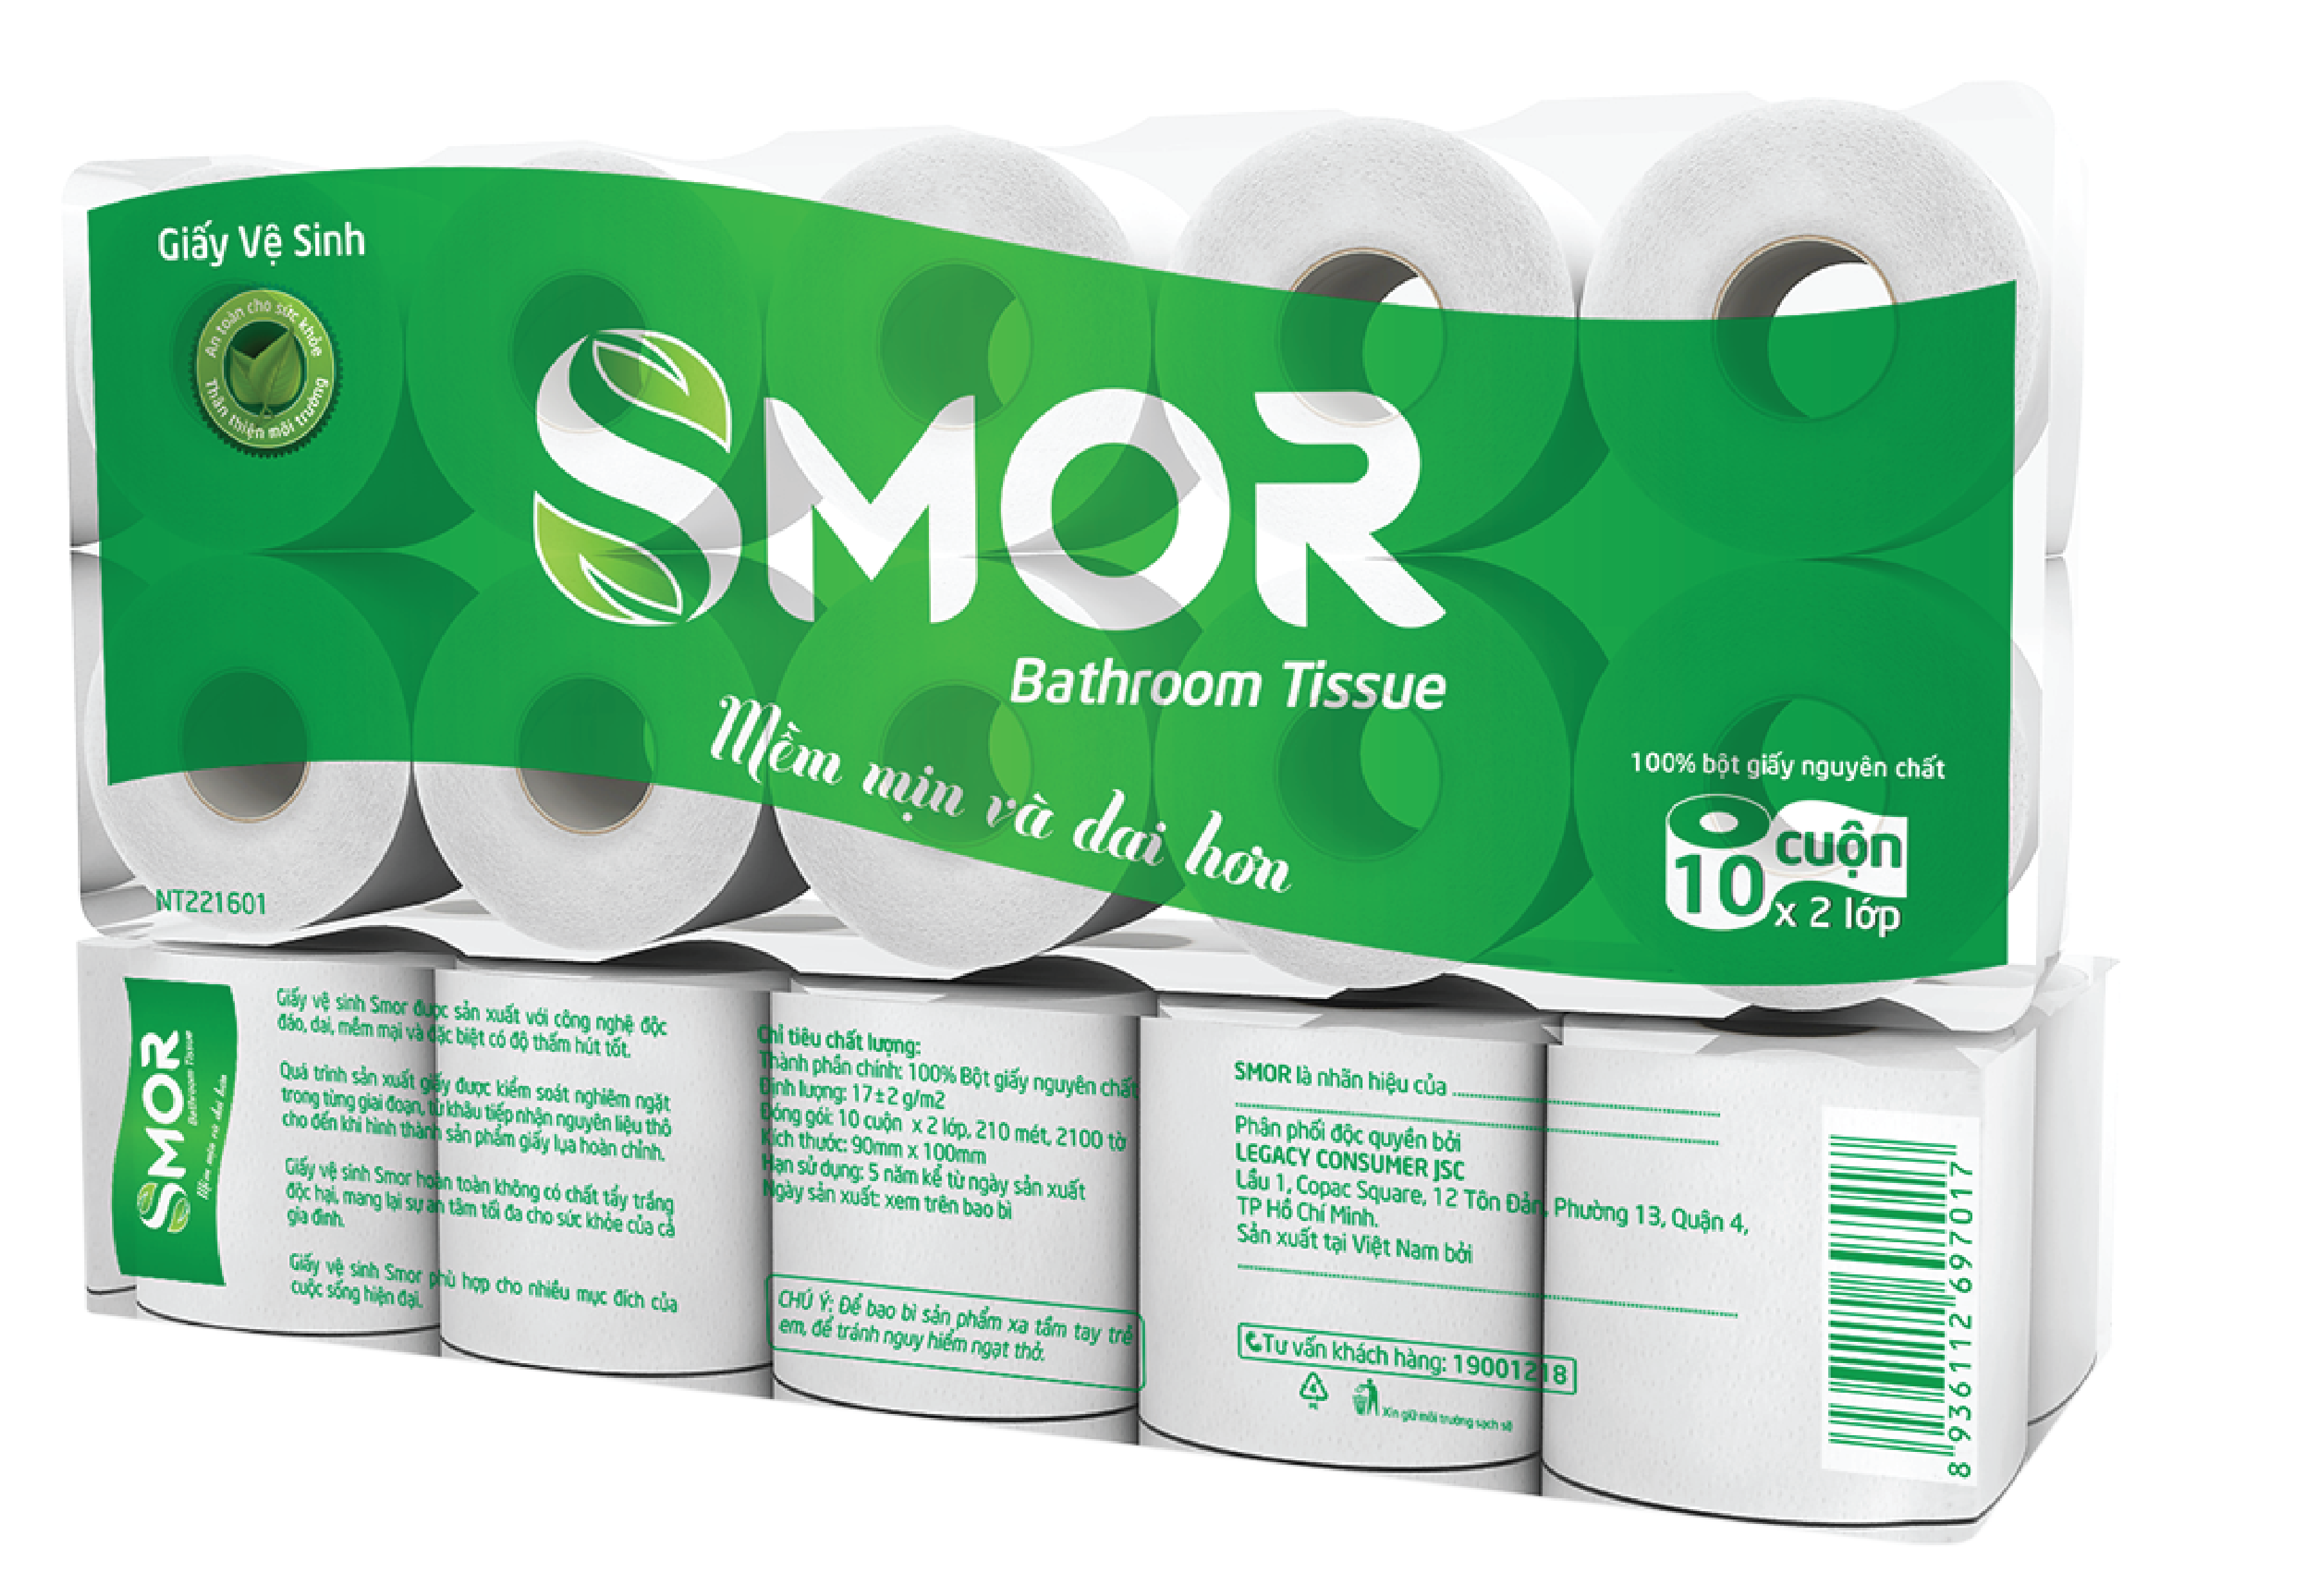 Giấy Vệ Sinh
An toàn cho sức khỏe
Thân thiện môi trường
SMOR
Bathroom Tissue
Mềm mịn và dai hơn
100% bột giấy nguyên chất
10 cuộn
x 2 lớp
NT221601
SMOR
Bathroom Tissue
Mềm mịn và dai hơn
Giấy vệ sinh Smor được sản xuất với công nghệ độc
đáo, dai, mềm mại và đặc biệt có độ thấm hút tốt.
Quá trình sản xuất giấy được kiểm soát nghiêm ngặt
trong từng giai đoạn, từ khâu tiếp nhận nguyên liệu thô
cho đến khi hình thành sản phẩm giấy lụa hoàn chỉnh.
Giấy vệ sinh Smor hoàn toàn không có chất tẩy trắng
độc hại, mang lại sự an tâm tối đa cho sức khỏe của cả
gia đình.
Giấy vệ sinh Smor phù hợp cho nhiều mục đích của
cuộc sống hiện đại.
Chỉ tiêu chất lượng:
Thành phần chính: 100% Bột giấy nguyên chất
Định lượng: 17±2 g/m2
Đóng gói: 10 cuộn x 2 lớp, 210 mét, 2100 tờ
Kích thước: 90mm x 100mm
Hạn sử dụng: 5 năm kể từ ngày sản xuất
Ngày sản xuất: xem trên bao bì
CHÚ Ý: Để bao bì sản phẩm xa tầm tay trẻ
em, để tránh nguy hiểm ngạt thở.
SMOR là nhãn hiệu của
Phân phối độc quyền bởi
LEGACY CONSUMER JSC
Lầu 1, Copac Square, 12 Tôn Đản, Phường 13, Quận 4,
TP Hồ Chí Minh.
Sản xuất tại Việt Nam bởi
Tư vấn khách hàng: 19001218
Xin giữ môi trường sạch sẽ
8 936112 697017